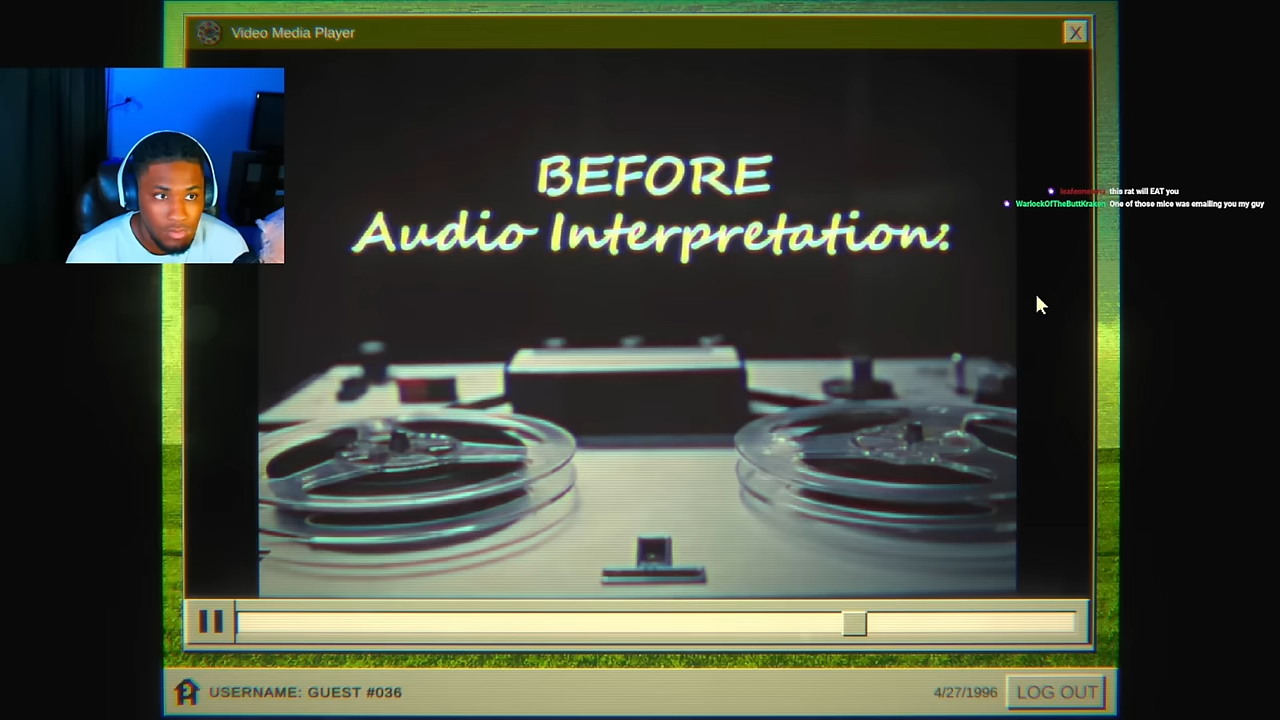 Video Media Player
X
BEFORE
Audio Interpretation:
this rat will EAT you
WarlockOfTheButtKraken One of those mice was emailing you my guy
USERNAME: GUEST #036
4/27/1996
LOG OUT